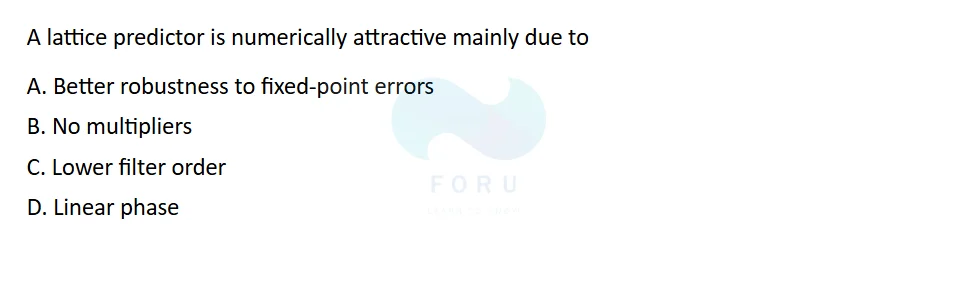 A lattice predictor is numerically attractive mainly due to
A. Better robustness to fixed-point errors
B. No multipliers
C. Lower filter order
D. Linear phase
FORU